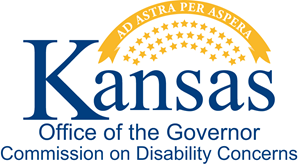 AD ASTRA PER ASPERA
Kansas
Office of the Governor
Commission on Disability Concerns